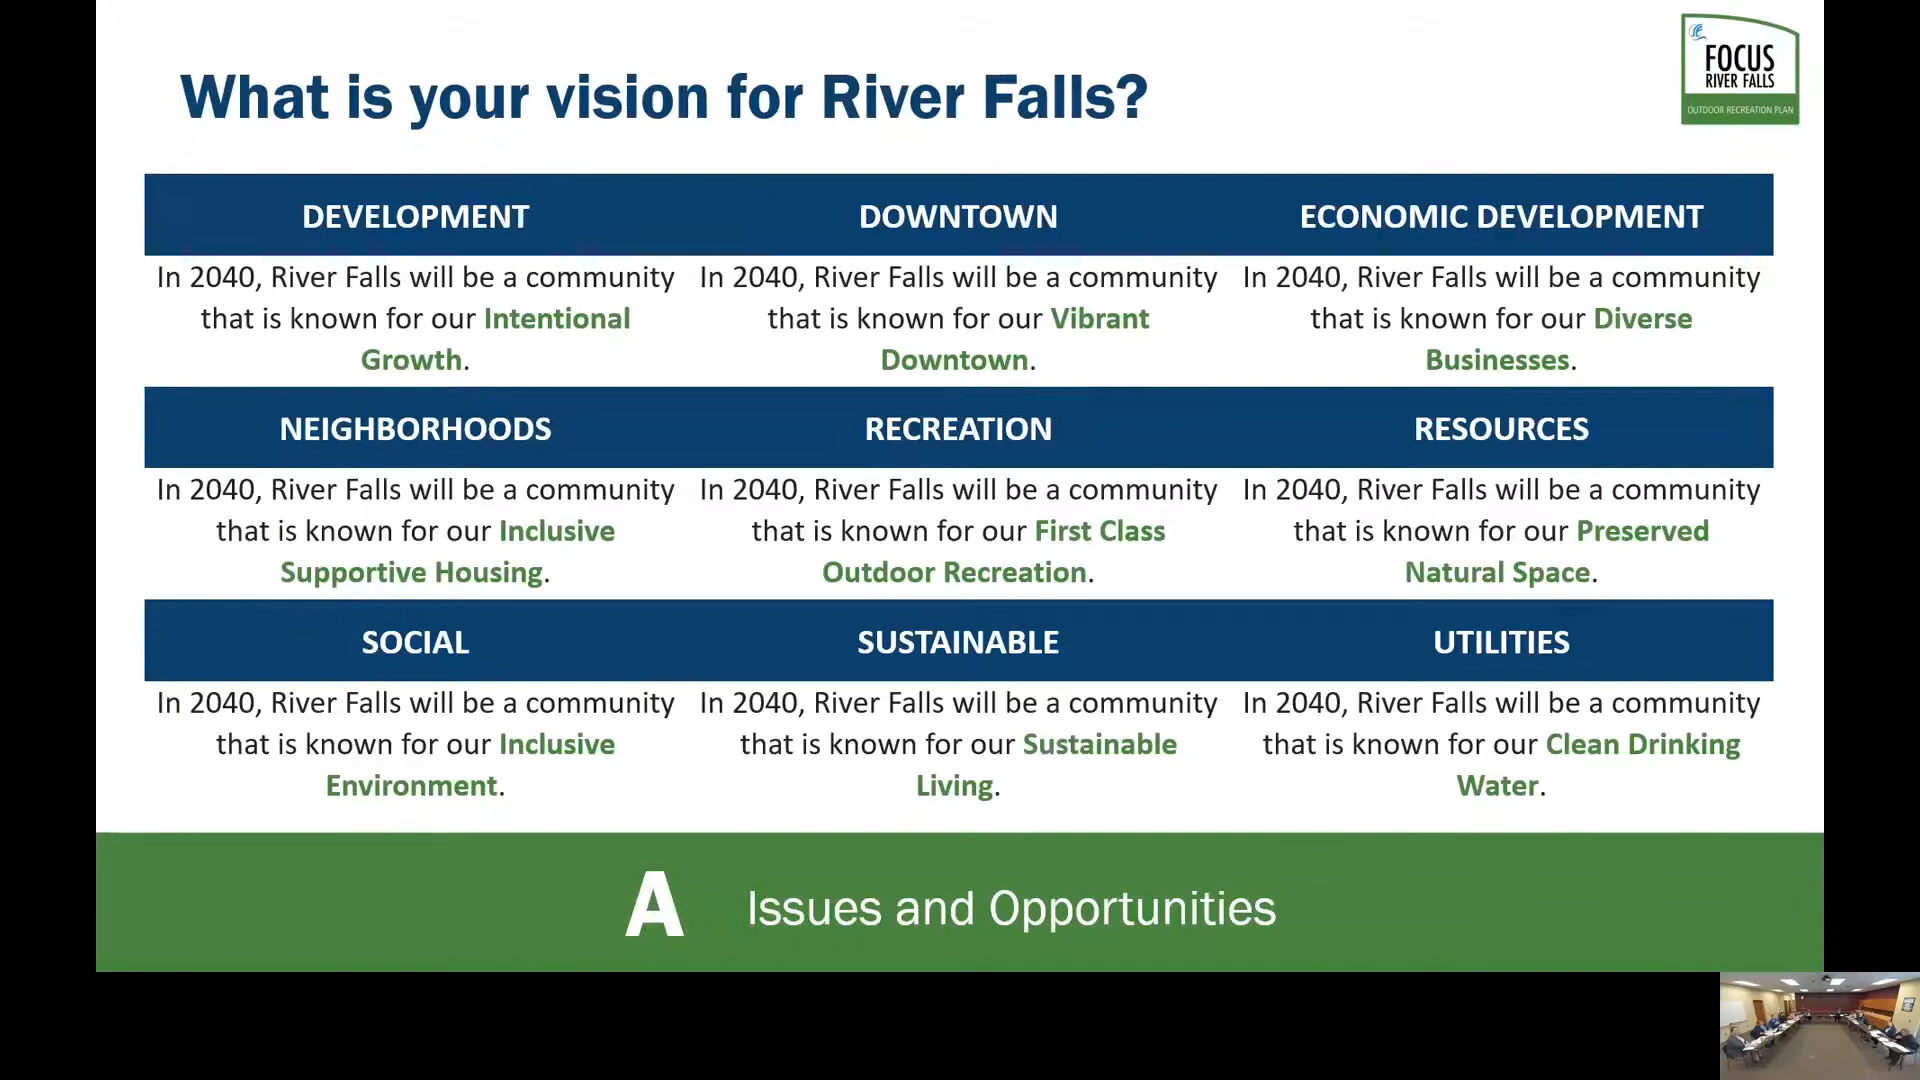 What is your vision for River Falls?
FOCUS
RIVER FALLS
OUTDOOR RECREATION PLAN
DEVELOPMENT
DOWNTOWN
ECONOMIC DEVELOPMENT
In 2040, River Falls will be a community
that is known for our Intentional
Growth.
In 2040, River Falls will be a community
that is known for our Vibrant
Downtown.
In 2040, River Falls will be a community
that is known for our Diverse
Businesses.
NEIGHBORHOODS
RECREATION
RESOURCES
In 2040, River Falls will be a community
that is known for our Inclusive
Supportive Housing.
In 2040, River Falls will be a community
that is known for our First Class
Outdoor Recreation.
In 2040, River Falls will be a community
that is known for our Preserved
Natural Space.
SOCIAL
SUSTAINABLE
UTILITIES
In 2040, River Falls will be a community
that is known for our Inclusive
Environment.
In 2040, River Falls will be a community
that is known for our Sustainable
Living.
In 2040, River Falls will be a community
that is known for our Clean Drinking
Water.
A Issues and Opportunities